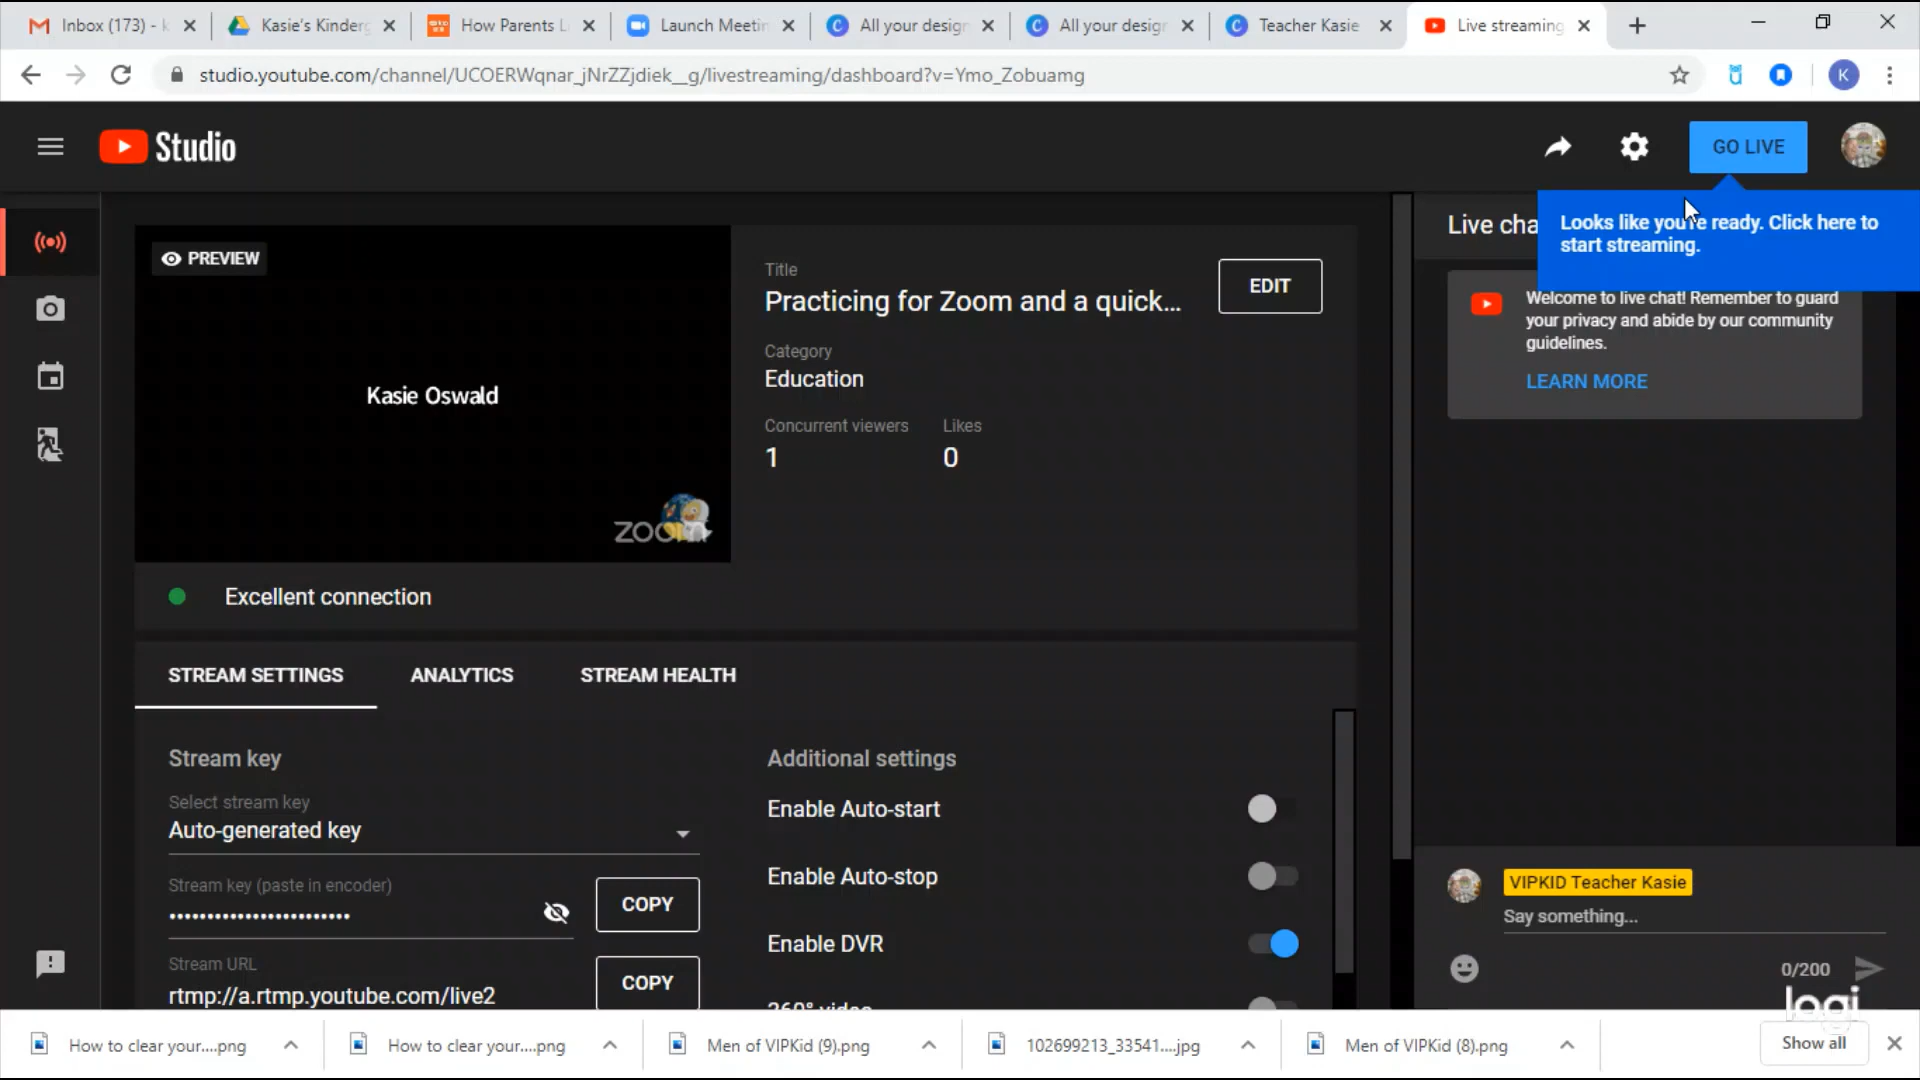 Inbox (173) - k
Kasie's Kinderg
How Parents L
Launch Meetin
All your design
All your design
Teacher Kasie
Live streaming
studio.youtube.com/channel/UCOERWqnar_jNrZZjdiek__g/livestreaming/dashboard?v=Ymo_Zobuamg
K
Studio
GO LIVE
Looks like you're ready. Click here to
start streaming.
PREVIEW
Kasie Oswald
zoom
Title
Practicing for Zoom and a quick...
EDIT
Category
Education
Concurrent viewers
Likes
1
0
Live cha
Welcome to live chat! Remember to guard
your privacy and abide by our community
guidelines.
LEARN MORE
Excellent connection
STREAM SETTINGS
ANALYTICS
STREAM HEALTH
Stream key
Select stream key
Auto-generated key
Stream key (paste in encoder)
••••••••••••••••••••••••
COPY
Stream URL
rtmp://a.rtmp.youtube.com/live2
COPY
Additional settings
Enable Auto-start
Enable Auto-stop
Enable DVR
360° video
VIPKID Teacher Kasie
Say something...
0/200
logi
How to clear your....png
How to clear your....png
Men of VIPKid (9).png
102699213_33541....jpg
Men of VIPKid (8).png
Show all